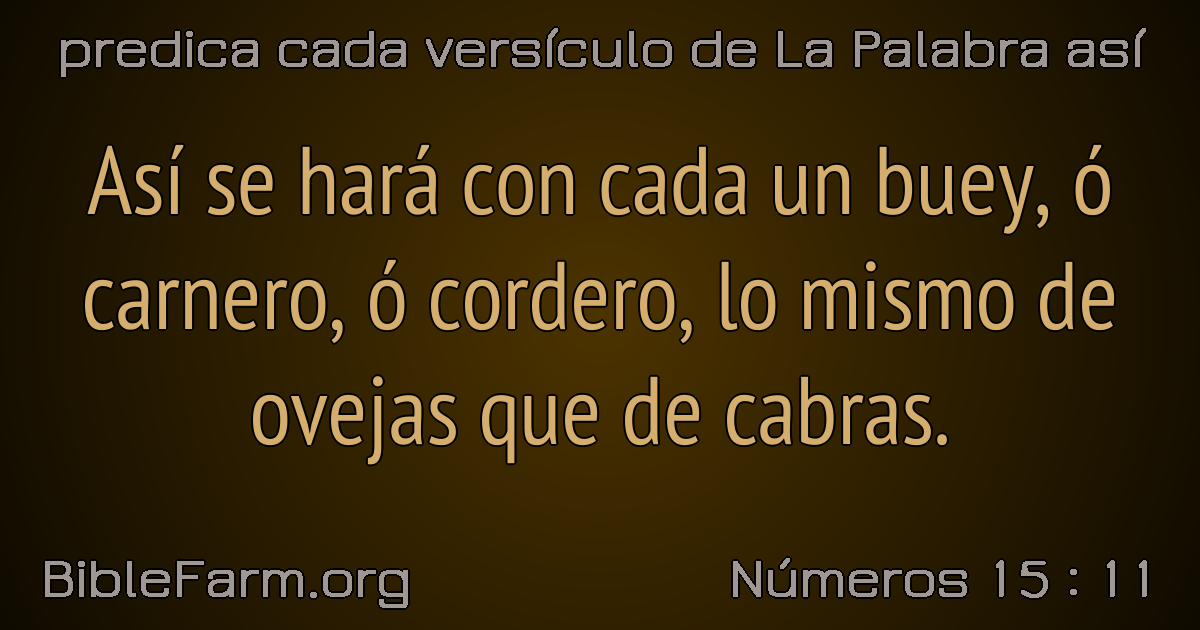 predica cada versículo de La Palabra así
Así se hará con cada un buey, ó
carnero, ó cordero, lo mismo de
ovejas que de cabras.
BibleFarm.org
Números 15 : 11